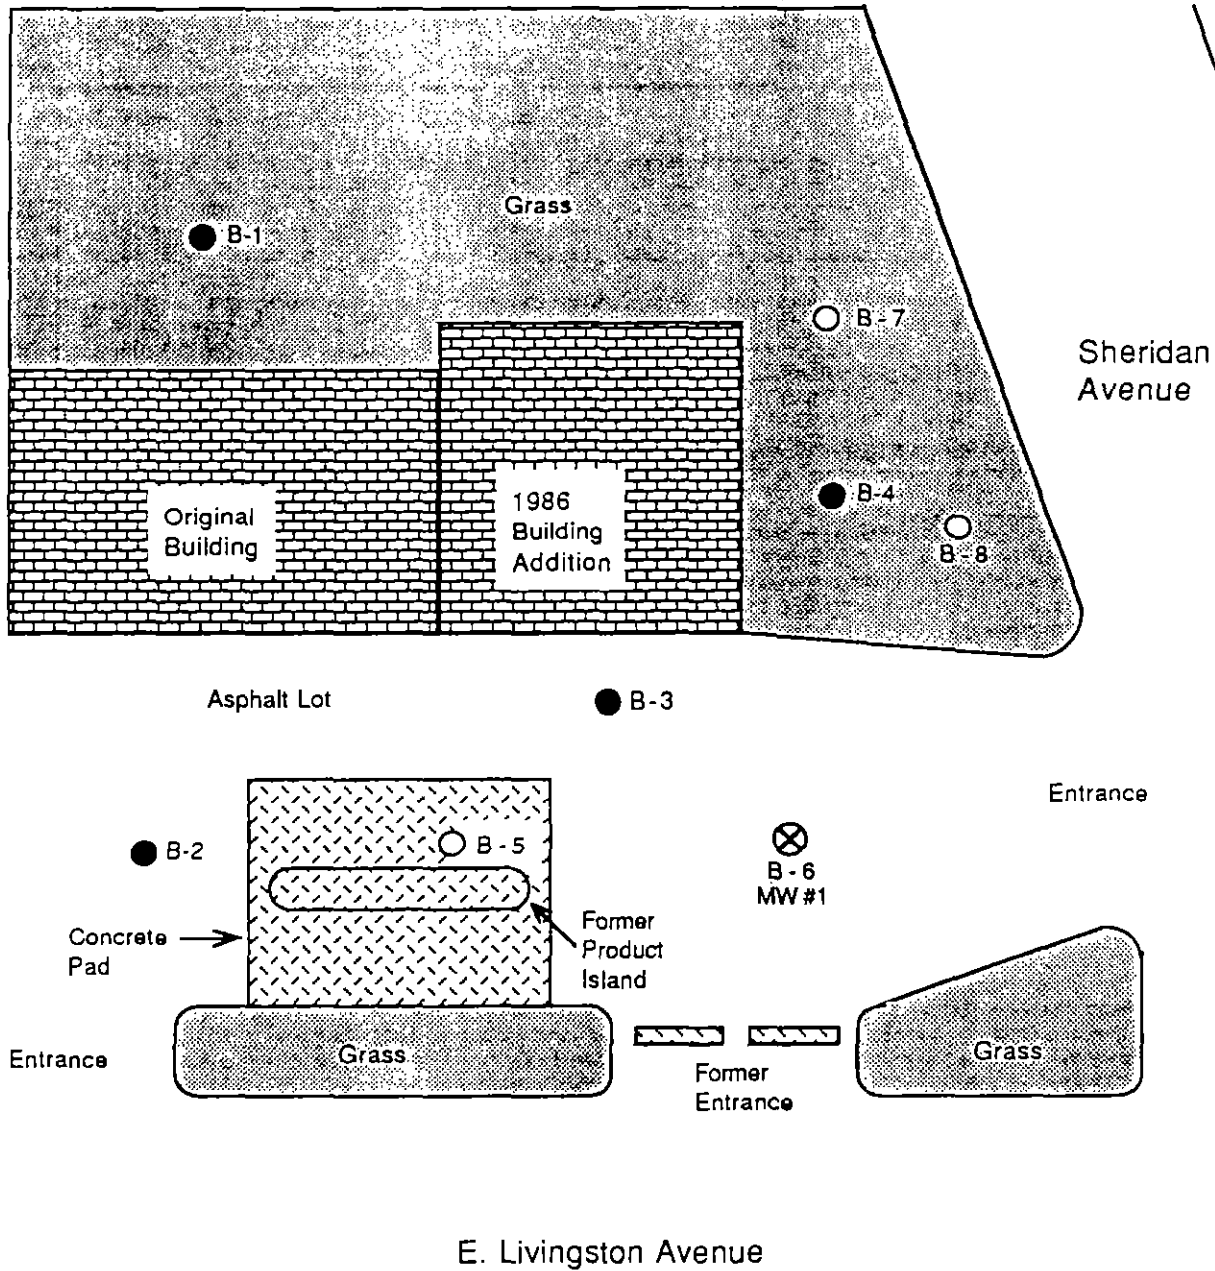 Grass
B-1
B-7
Sheridan
Avenue
Original
Building
1986
Building
Addition
B-4
B-8
Asphalt Lot
B-3
Entrance
B-2
B-5
B-6
MW #1
Concrete
Pad
Former
Product
Island
Entrance
Grass
Former
Entrance
Grass
E. Livingston Avenue